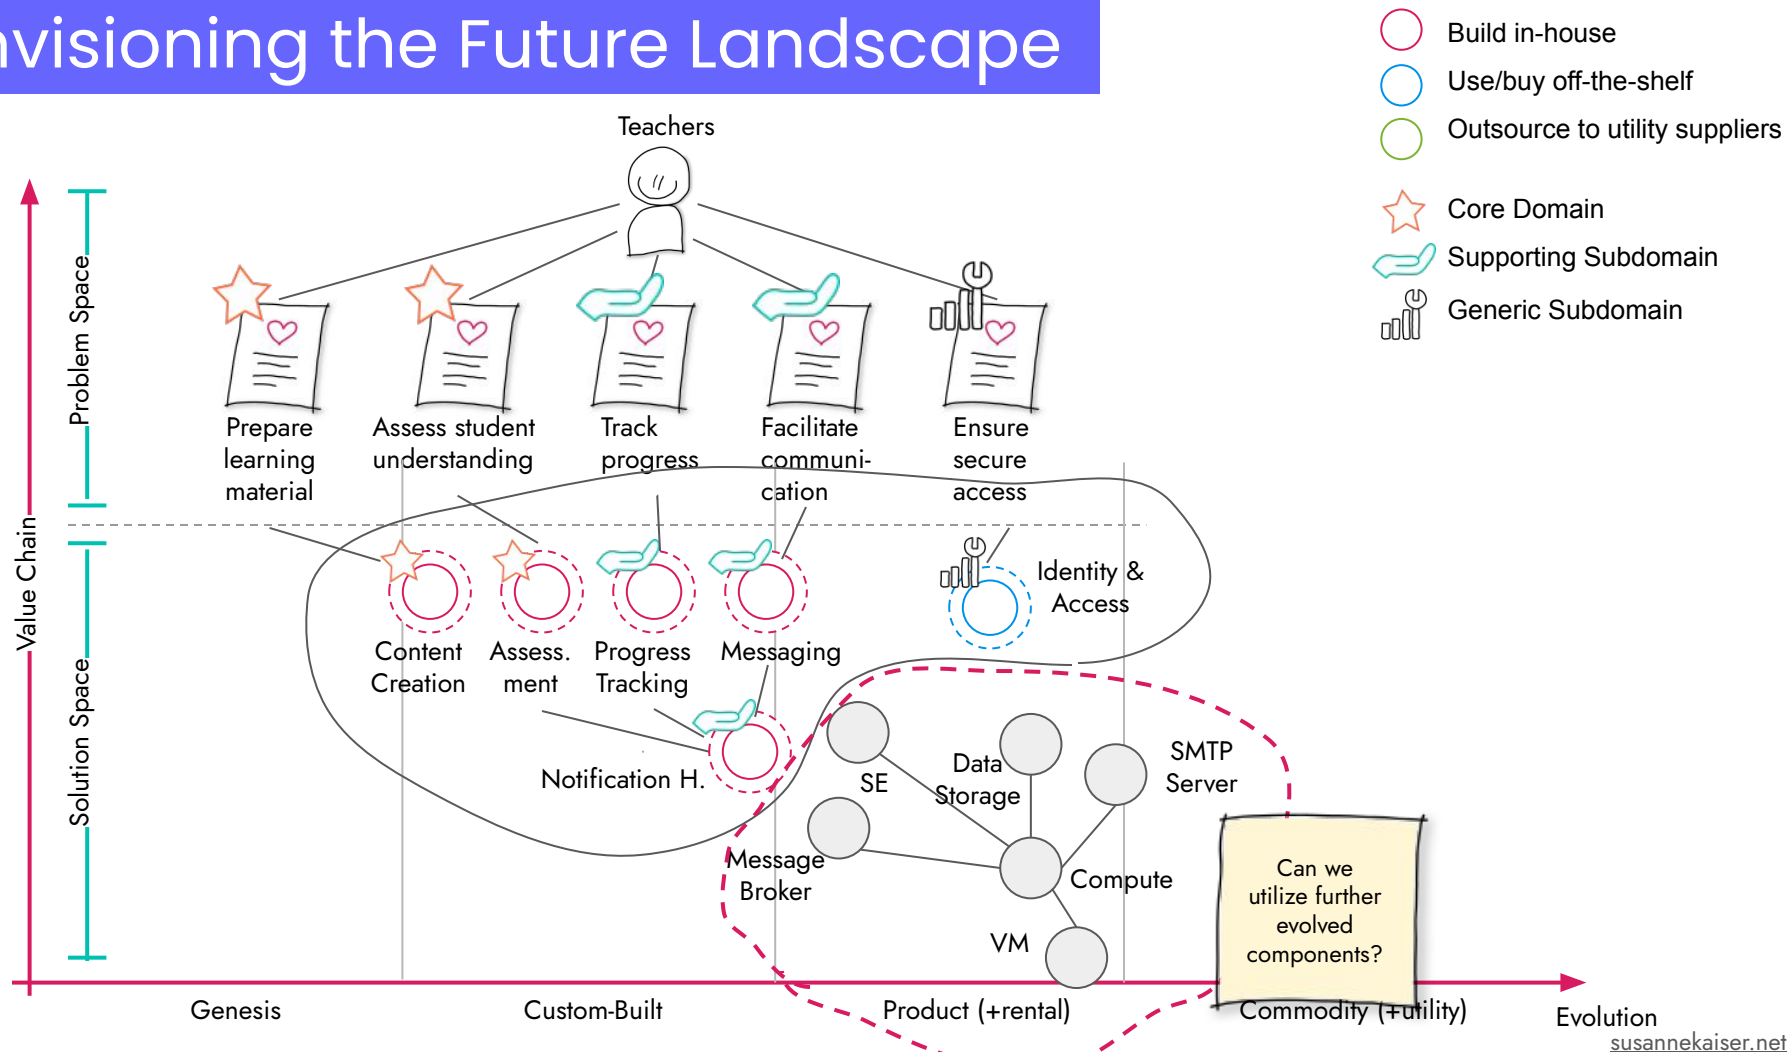 nvisioning the Future Landscape
Build in-house
Use/buy off-the-shelf
Outsource to utility suppliers
Core Domain
Supporting Subdomain
Generic Subdomain
Teachers
Value Chain
Problem Space
Solution Space
Prepare
learning
material
Assess student
understanding
Track
progress
Facilitate
communi-
cation
Ensure
secure
access
Content
Creation
Assess.
ment
Progress
Tracking
Messaging
Identity &
Access
Notification H.
SE
Data
Storage
SMTP
Server
Message
Broker
Compute
VM
Can we
utilize further
evolved
components?
Genesis
Custom-Built
Product (+rental)
Commodity (+utility)
Evolution
susannekaiser.net